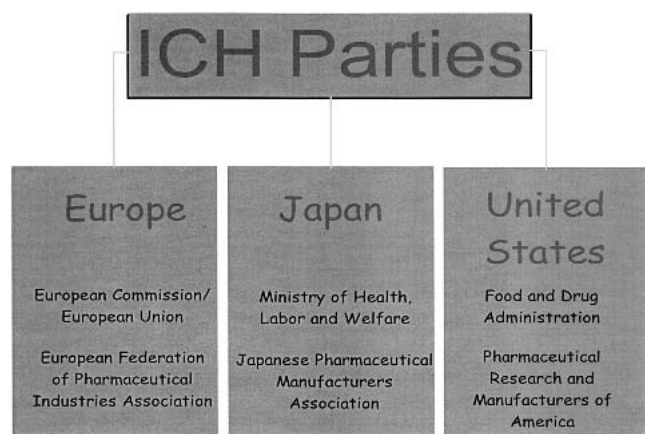 ICH Parties
Europe
European Commission/
European Union
European Federation
of Pharmaceutical
Industries Association
Japan
Ministry of Health,
Labor and Welfare
Japanese Pharmaceutical
Manufacturers
Association
United
States
Food and Drug
Administration
Pharmaceutical
Research and
Manufacturers of
America